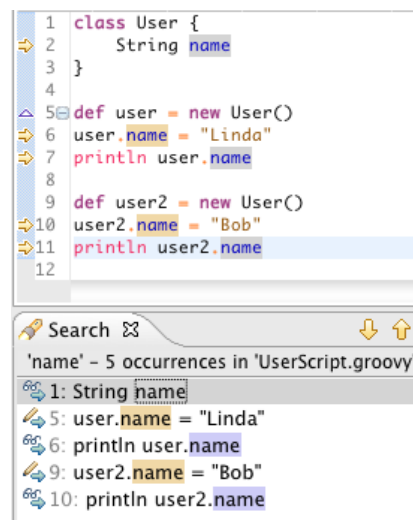 1 class User {
2 String name
3 }
4
5 def user = new User()
6 user.name = "Linda"
7 println user.name
8
9 def user2 = new User()
10 user2.name = "Bob"
11 println user2.name
12
Search
'name' - 5 occurrences in 'UserScript.groovy'
1: String name
5: user.name = "Linda"
6: println user.name
9: user2.name = "Bob"
10: println user2.name